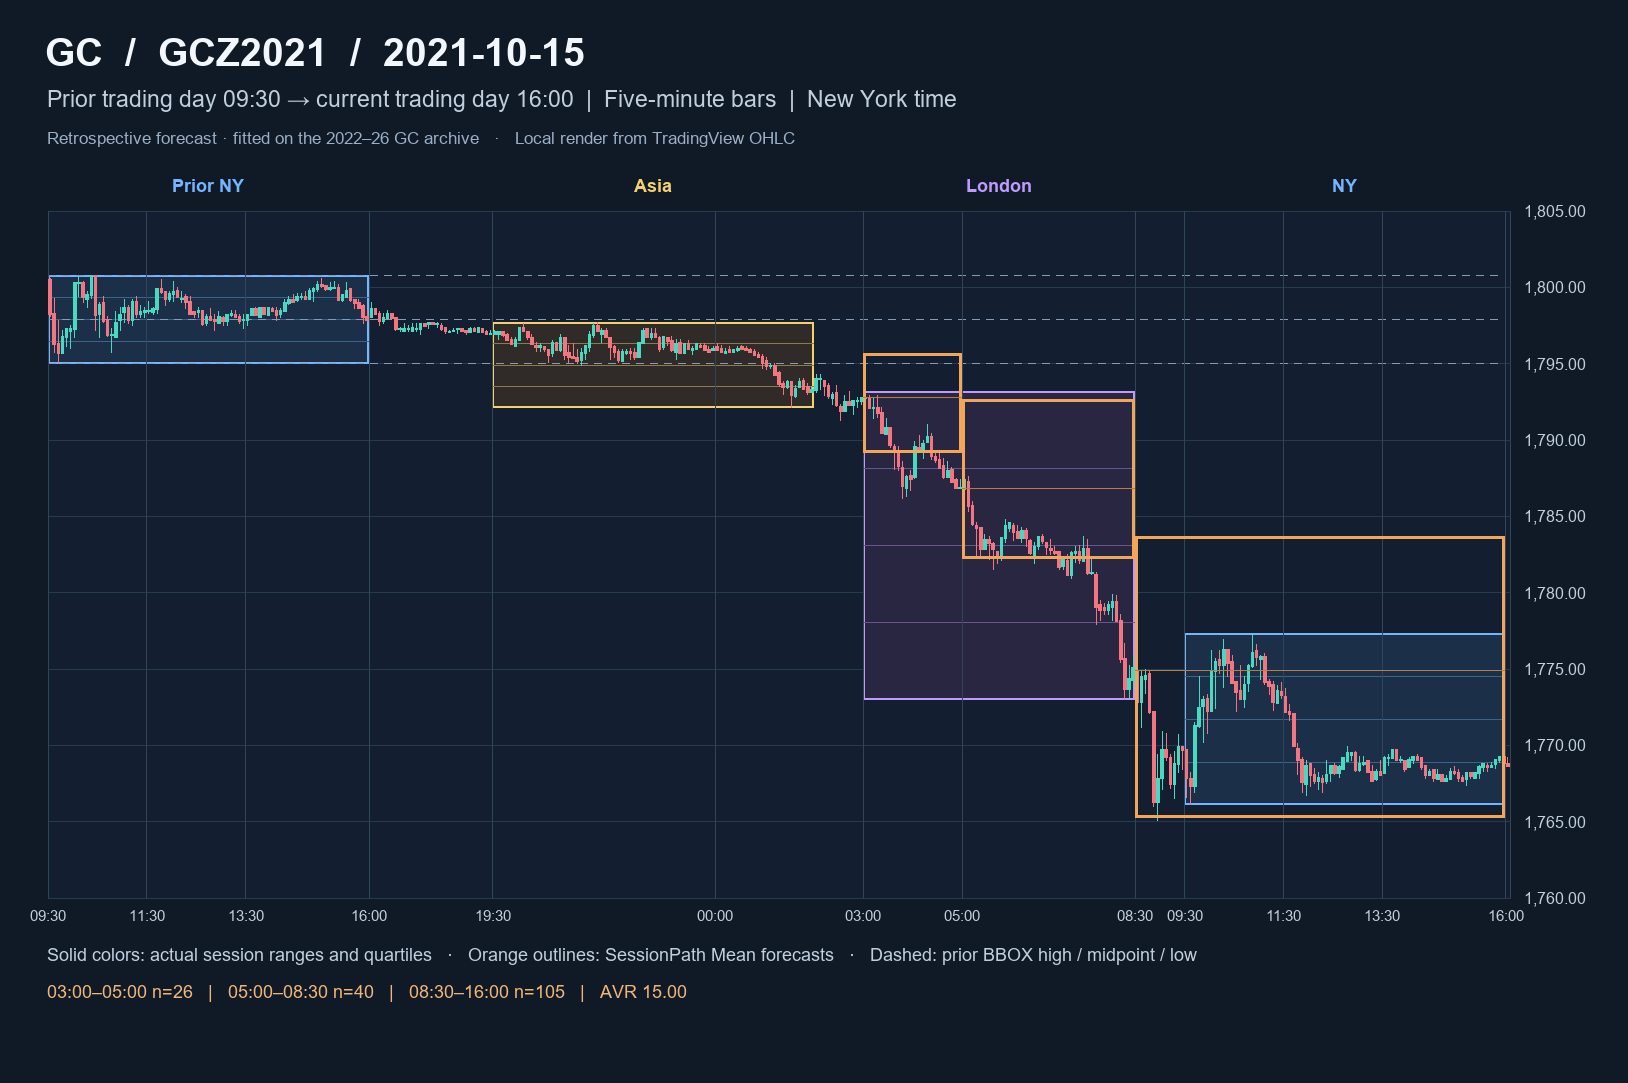 GC / GCZ2021 / 2021-10-15
Prior trading day 09:30 → current trading day 16:00 | Five-minute bars | New York time
Retrospective forecast · fitted on the 2022–26 GC archive · Local render from TradingView OHLC
Prior NY
Asia
London
NY
1,805.00
1,800.00
1,795.00
1,790.00
1,785.00
1,780.00
1,775.00
1,770.00
1,765.00
1,760.00
09:30 11:30 13:30 16:00 19:30 00:00 03:00 05:00 08:30 09:30 11:30 13:30 16:00
Solid colors: actual session ranges and quartiles · Orange outlines: SessionPath Mean forecasts · Dashed: prior BBOX high / midpoint / low
03:00–05:00 n=26 | 05:00–08:30 n=40 | 08:30–16:00 n=105 | AVR 15.00